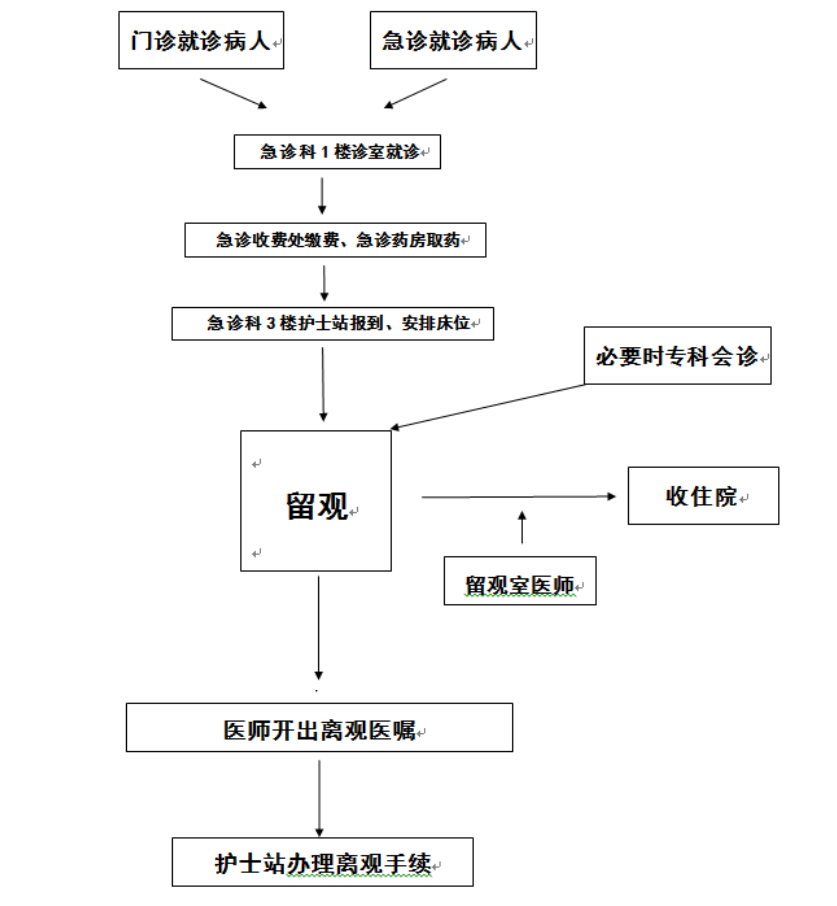 门诊就诊病人
急诊就诊病人
急诊科1楼诊室就诊
急诊收费处缴费、急诊药房取药
急诊科3楼护士站报到、安排床位
必要时专科会诊
留观
收住院
留观室医师
医师开出离观医嘱
护士站办理离观手续